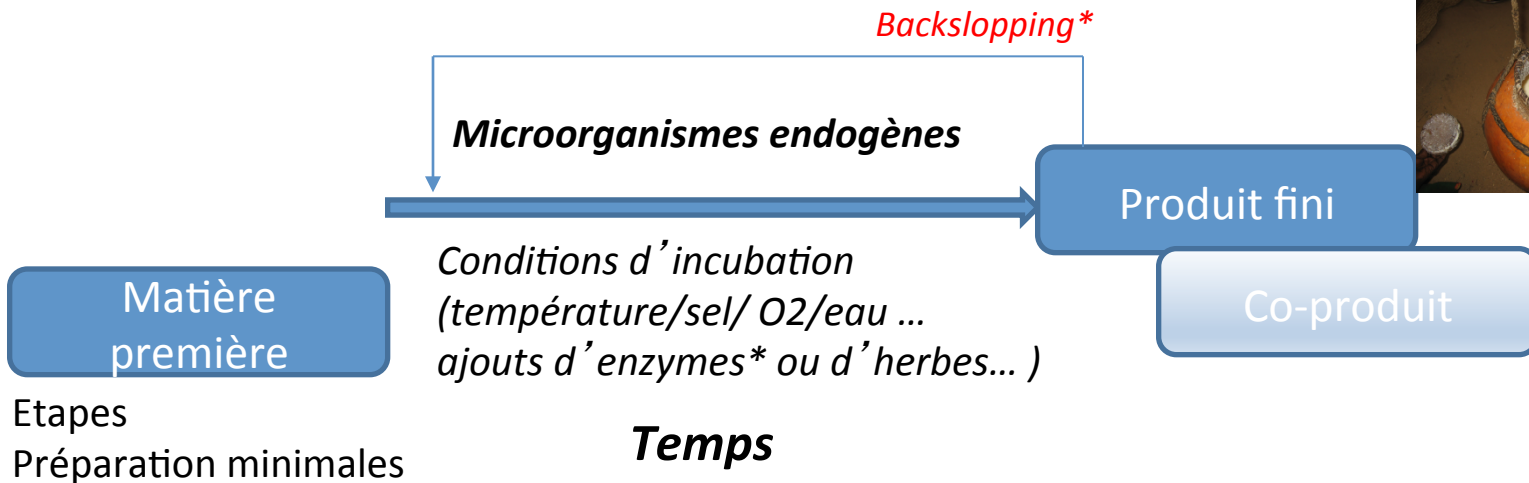 Backslopping*
Microorganismes endogènes
Produit fini
Co-produit
Matière
première
Conditions d’incubation
(température/sel/ O2/eau …
ajouts d’enzymes* ou d’herbes… )
Etapes
Préparation minimales
Temps